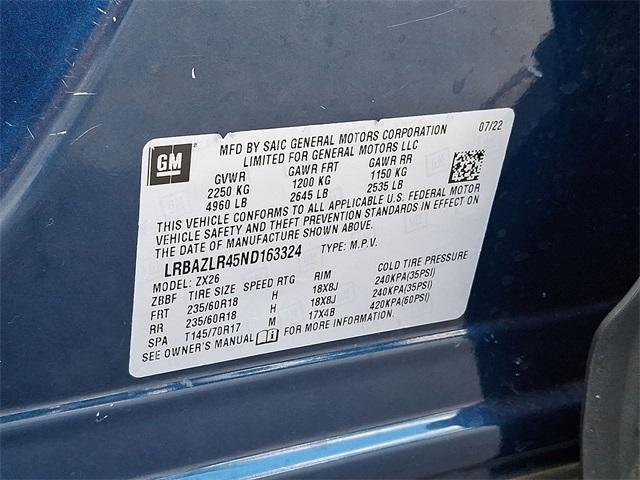 GM
MFD BY SAIC GENERAL MOTORS CORPORATION 07/22
LIMITED FOR GENERAL MOTORS LLC
GVWR GAWR FRT GAWR RR
2250 KG 1200 KG 1150 KG
4960 LB 2645 LB 2535 LB
THIS VEHICLE CONFORMS TO ALL APPLICABLE U.S. FEDERAL MOTOR
VEHICLE SAFETY AND THEFT PREVENTION STANDARDS IN EFFECT ON
THE DATE OF MANUFACTURE SHOWN ABOVE.
LRBAZLR45ND163324 TYPE: M.P.V.
MODEL: ZX26
ZBBF TIRE SIZE SPEED RTG RIM COLD TIRE PRESSURE
FRT 235/60R18 H 18X8J 240KPA(35PSI)
RR 235/60R18 H 18X8J 240KPA(35PSI)
SPA T145/70R17 M 17X4B 420KPA(60PSI)
SEE OWNER'S MANUAL FOR MORE INFORMATION.